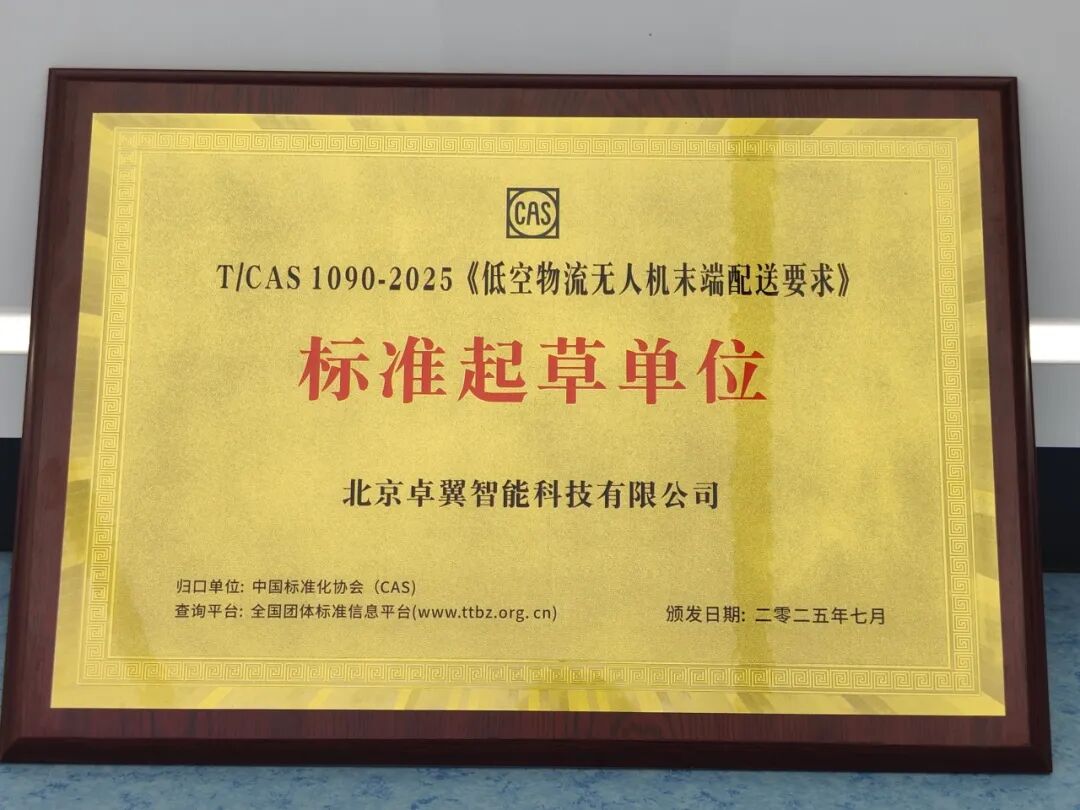 CAS
T/CAS 1090-2025《低空物流无人机末端配送要求》
标准起草单位
北京卓翼智能科技有限公司
归口单位: 中国标准化协会（CAS)
查询平台: 全国团体标准信息平台(www.ttbz.org.cn)
颁发日期: 二零二五年七月